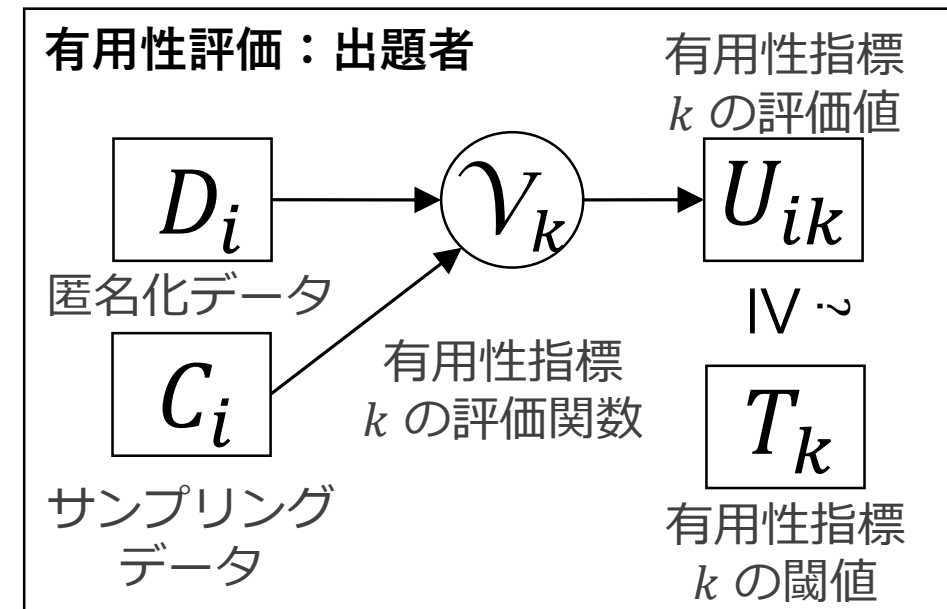 有用性評価：出題者
有用性指標
k の評価値
D_i
𝒱_k
U_ik
匿名化データ
≥ ?
有用性指標
k の評価関数
C_i
T_k
サンプリング
データ
有用性指標
k の閾値